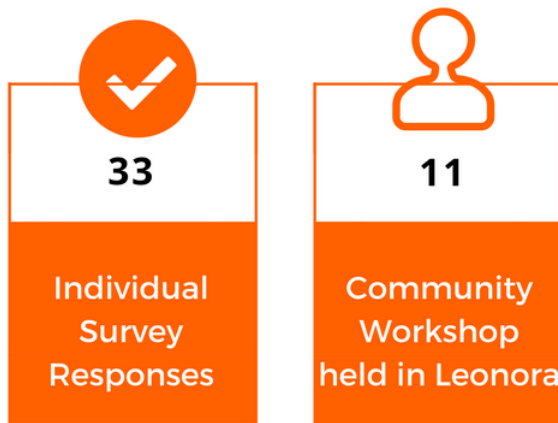 33
Individual
Survey
Responses
11
Community
Workshop
held in Leonora